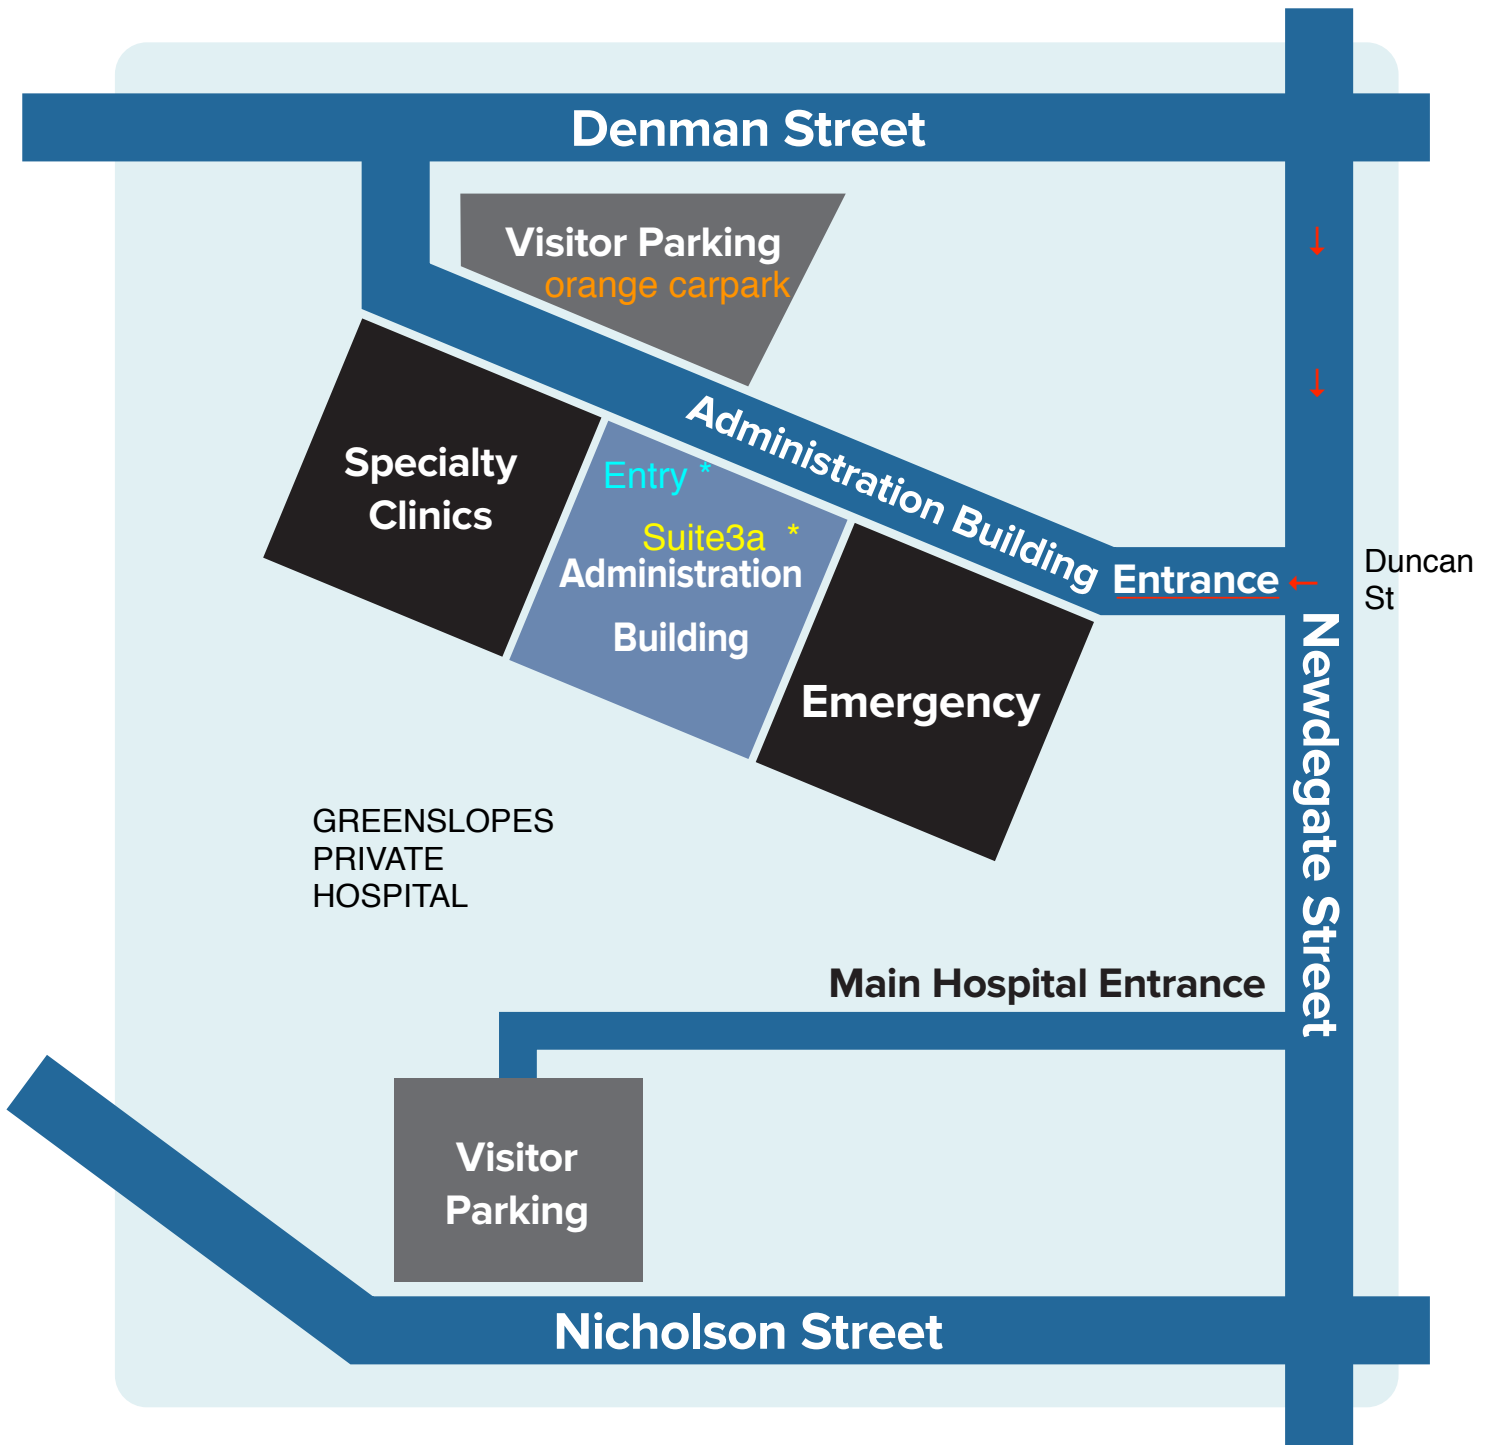 Denman Street
Visitor Parking
orange carpark
↓
↓
Administration Building
Entrance ←
Duncan
St
Specialty
Clinics
Entry *
Suite3a *
Administration
Building
Emergency
Newdegate Street
GREENSLOPES
PRIVATE
HOSPITAL
Main Hospital Entrance
Visitor
Parking
Nicholson Street